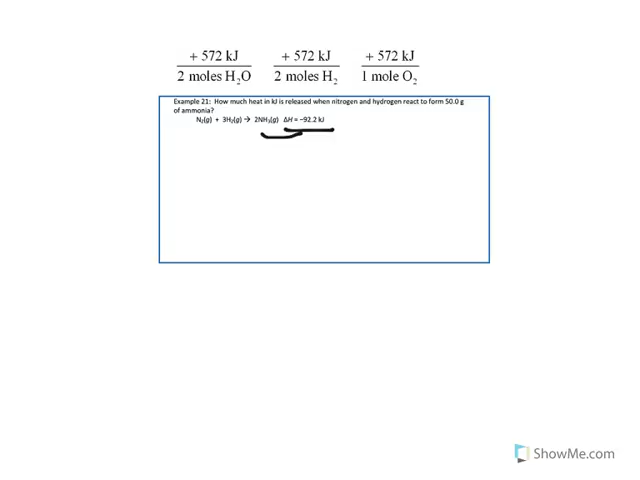 + 572 kJ + 572 kJ + 572 kJ
2 moles H₂O 2 moles H₂ 1 mole O₂
Example 21: How much heat in kJ is released when nitrogen and hydrogen react to form 50.0 g
of ammonia?
N₂(g) + 3H₂(g) → 2NH₃(g) ΔH = −92.2 kJ
ShowMe.com